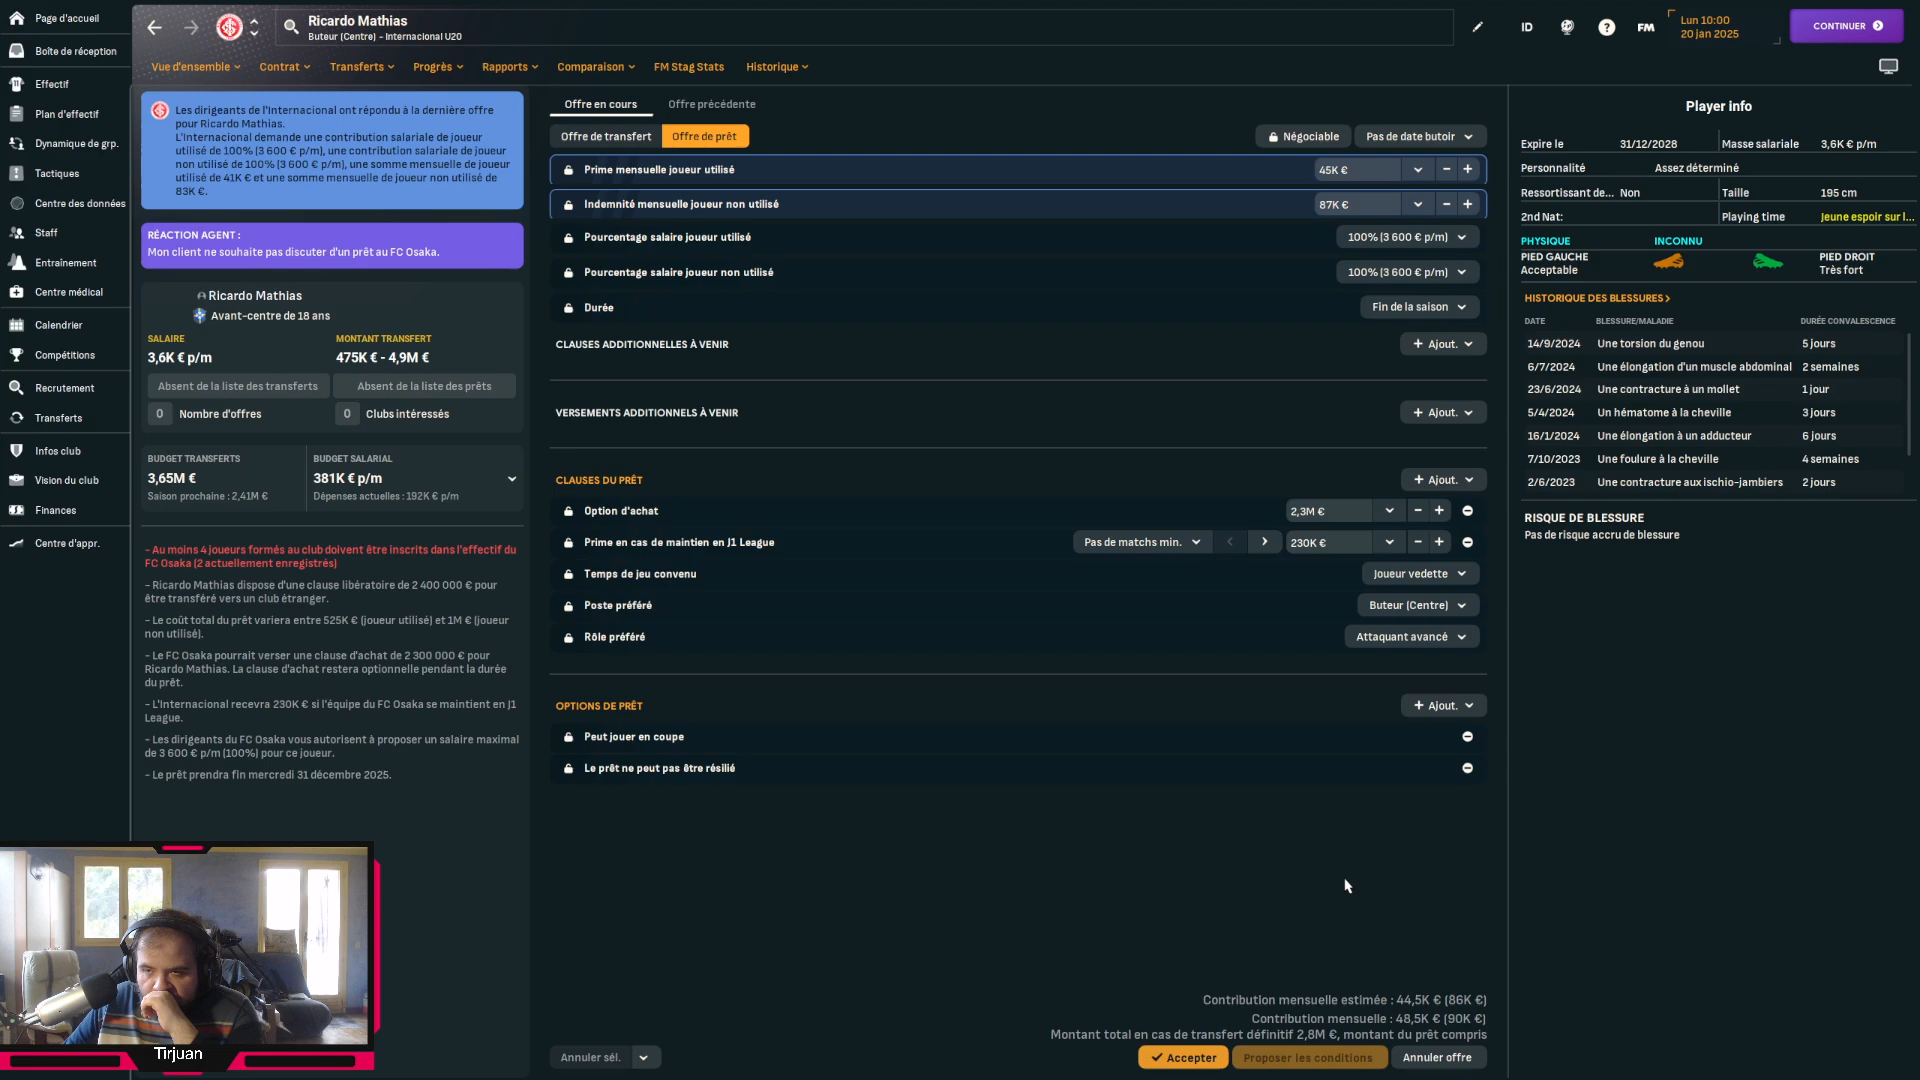 Page d'accueil
Boîte de réception
Effectif
Plan d'effectif
Dynamique de grp.
Tactiques
Centre des données
Staff
Entraînement
Centre médical
Calendrier
Compétitions
Recrutement
Transferts
Infos club
Vision du club
Finances
Centre d'appr.
Ricardo Mathias
Buteur (Centre) - Internacional U20
ID
FM
Lun 10:00
20 jan 2025
CONTINUER
Vue d'ensemble
Contrat
Transferts
Progrès
Rapports
Comparaison
FM Stag Stats
Historique
Les dirigeants de l'Internacional ont répondu à la dernière offre
pour Ricardo Mathias.
L'Internacional demande une contribution salariale de joueur
utilisé de 100% (3 600 € p/m), une contribution salariale de joueur
non utilisé de 100% (3 600 € p/m), une somme mensuelle de joueur
utilisé de 41K € et une somme mensuelle de joueur non utilisé de
83K €.
RÉACTION AGENT :
Mon client ne souhaite pas discuter d'un prêt au FC Osaka.
Ricardo Mathias
Avant-centre de 18 ans
SALAIRE
MONTANT TRANSFERT
3,6K € p/m
475K € - 4,9M €
Absent de la liste des transferts
Absent de la liste des prêts
0 Nombre d'offres
0 Clubs intéressés
BUDGET TRANSFERTS
BUDGET SALARIAL
3,65M €
381K € p/m
Saison prochaine : 2,41M €
Dépenses actuelles : 192K € p/m
- Au moins 4 joueurs formés au club doivent être inscrits dans l'effectif du
FC Osaka (2 actuellement enregistrés)
- Ricardo Mathias dispose d'une clause libératoire de 2 400 000 € pour
être transféré vers un club étranger.
- Le coût total du prêt variera entre 525K € (joueur utilisé) et 1M € (joueur
non utilisé).
- Le FC Osaka pourrait verser une clause d'achat de 2 300 000 € pour
Ricardo Mathias. La clause d'achat restera optionnelle pendant la durée
du prêt.
- L'Internacional recevra 230K € si l'équipe du FC Osaka se maintient en J1
League.
- Les dirigeants du FC Osaka vous autorisent à proposer un salaire maximal
de 3 600 € p/m (100%) pour ce joueur.
- Le prêt prendra fin mercredi 31 décembre 2025.
Tirjuan
Offre en cours
Offre précédente
Offre de transfert
Offre de prêt
Négociable
Pas de date butoir
Prime mensuelle joueur utilisé
45K €
Indemnité mensuelle joueur non utilisé
87K €
Pourcentage salaire joueur utilisé
100% (3 600 € p/m)
Pourcentage salaire joueur non utilisé
100% (3 600 € p/m)
Durée
Fin de la saison
CLAUSES ADDITIONNELLES À VENIR
+ Ajout.
VERSEMENTS ADDITIONNELS À VENIR
+ Ajout.
CLAUSES DU PRÊT
+ Ajout.
Option d'achat
2,3M €
Prime en cas de maintien en J1 League
Pas de matchs min.
230K €
Temps de jeu convenu
Joueur vedette
Poste préféré
Buteur (Centre)
Rôle préféré
Attaquant avancé
OPTIONS DE PRÊT
+ Ajout.
Peut jouer en coupe
Le prêt ne peut pas être résilié
Contribution mensuelle estimée : 44,5K € (86K €)
Contribution mensuelle : 48,5K € (90K €)
Montant total en cas de transfert définitif 2,8M €, montant du prêt compris
Annuler sél.
Accepter
Proposer les conditions
Annuler offre
Player info
Expire le
31/12/2028
Masse salariale
3,6K € p/m
Personnalité
Assez déterminé
Ressortissant de...
Non
Taille
195 cm
2nd Nat:
Playing time
Jeune espoir sur l...
PHYSIQUE
INCONNU
PIED GAUCHE
Acceptable
PIED DROIT
Très fort
HISTORIQUE DES BLESSURES >
DATE
BLESSURE/MALADIE
DURÉE CONVALESCENCE
14/9/2024 Une torsion du genou 5 jours
6/7/2024 Une élongation d'un muscle abdominal 2 semaines
23/6/2024 Une contracture à un mollet 1 jour
5/4/2024 Un hématome à la cheville 3 jours
16/1/2024 Une élongation à un adducteur 6 jours
7/10/2023 Une foulure à la cheville 4 semaines
2/6/2023 Une contracture aux ischio-jambiers 2 jours
RISQUE DE BLESSURE
Pas de risque accru de blessure